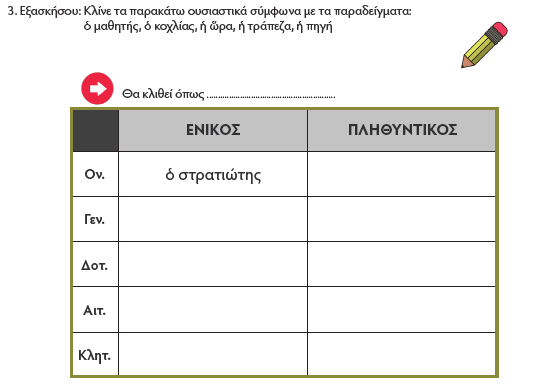 3. Εξασκήσου: Κλίνε τα παρακάτω ουσιαστικά σύμφωνα με τα παραδείγματα:
ὁ μαθητής, ὁ κοχλίας, ἡ ὥρα, ἡ τράπεζα, ἡ πηγή
Θα κλιθεί όπως ........................................................
ΕΝΙΚΟΣ ΠΛΗΘΥΝΤΙΚΟΣ
Ον. ὁ στρατιώτης
Γεν.
Δοτ.
Αιτ.
Κλητ.